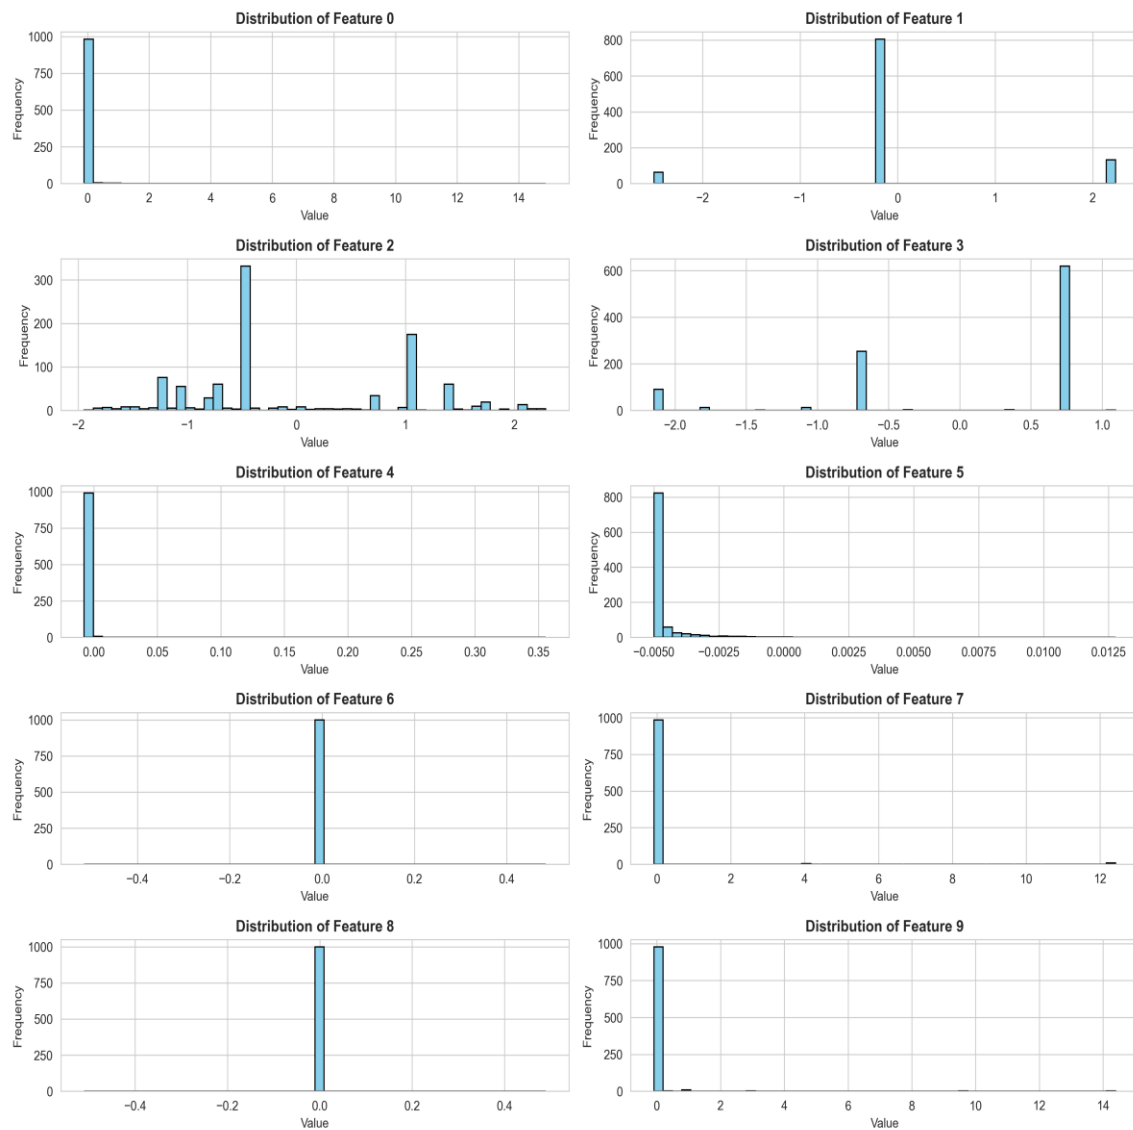 Distribution of Feature 0
Frequency
1000
750
500
250
0
0 2 4 6 8 10 12 14
Value
Distribution of Feature 1
Frequency
800
600
400
200
0
−2 −1 0 1 2
Value
Distribution of Feature 2
Frequency
300
200
100
0
−2 −1 0 1 2
Value
Distribution of Feature 3
Frequency
600
400
200
0
−2.0 −1.5 −1.0 −0.5 0.0 0.5 1.0
Value
Distribution of Feature 4
Frequency
1000
750
500
250
0
0.00 0.05 0.10 0.15 0.20 0.25 0.30 0.35
Value
Distribution of Feature 5
Frequency
800
600
400
200
0
−0.0050 −0.0025 0.0000 0.0025 0.0050 0.0075 0.0100 0.0125
Value
Distribution of Feature 6
Frequency
1000
750
500
250
0
−0.4 −0.2 0.0 0.2 0.4
Value
Distribution of Feature 7
Frequency
1000
750
500
250
0
0 2 4 6 8 10 12
Value
Distribution of Feature 8
Frequency
1000
750
500
250
0
−0.4 −0.2 0.0 0.2 0.4
Value
Distribution of Feature 9
Frequency
1000
750
500
250
0
0 2 4 6 8 10 12 14
Value